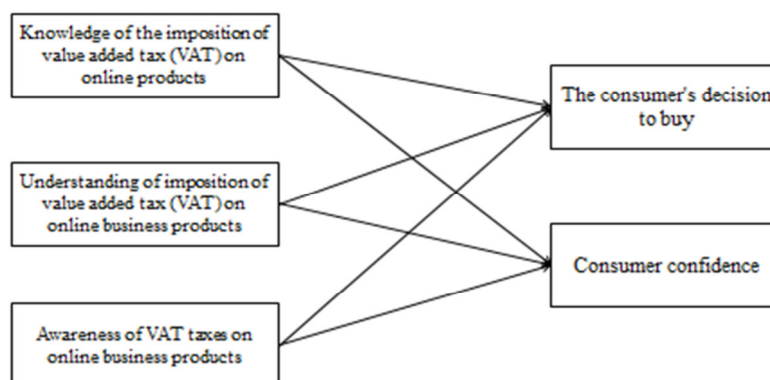 Knowledge of the imposition of
value added tax (VAT) on
online products
The consumer's decision
to buy
Understanding of imposition of
value added tax (VAT) on
online business products
Consumer confidence
Awareness of VAT taxes on
online business products